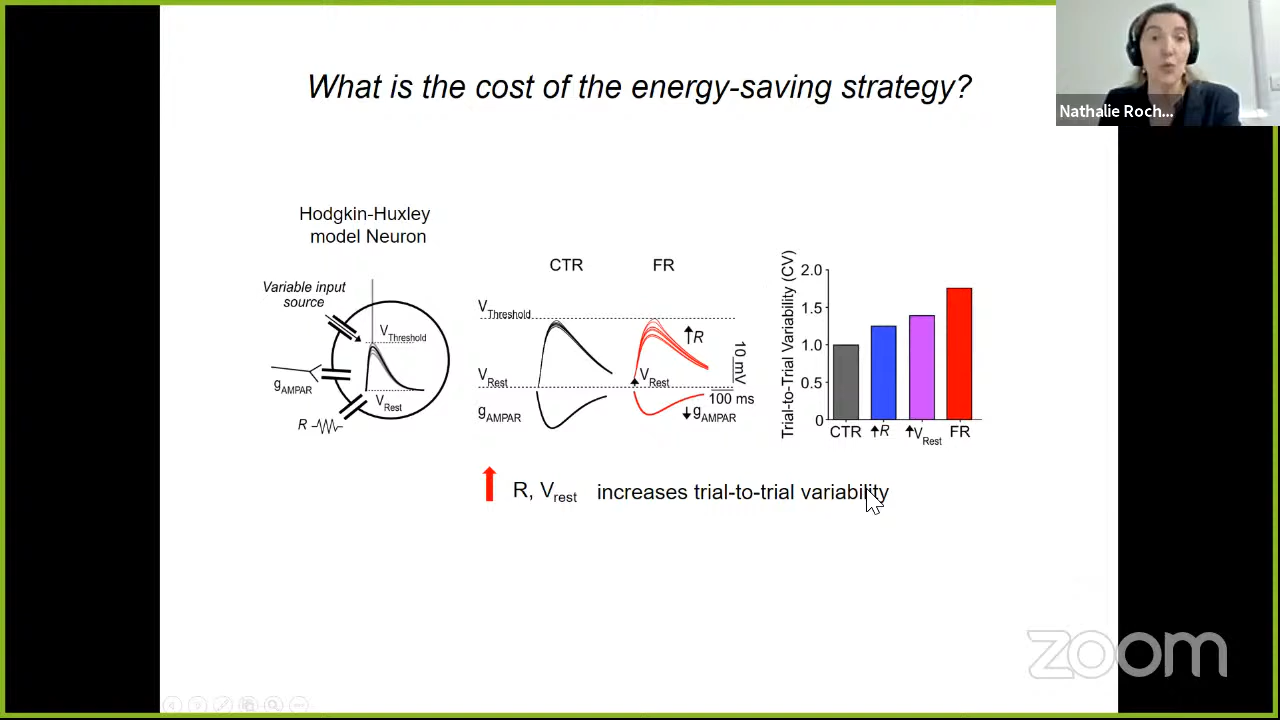 What is the cost of the energy-saving strategy?
Nathalie Roch...
Hodgkin-Huxley
model Neuron
Variable input
source
VThreshold
VRest
gAMPAR
R
CTR
FR
VThreshold
↑R
VRest
VRest
10 mV
100 ms
gAMPAR
↓gAMPAR
Trial-to-Trial Variability (CV)
2.0
1.5
1.0
0.5
0
CTR
↑R
↑VRest
FR
R, Vrest increases trial-to-trial variability
zoom